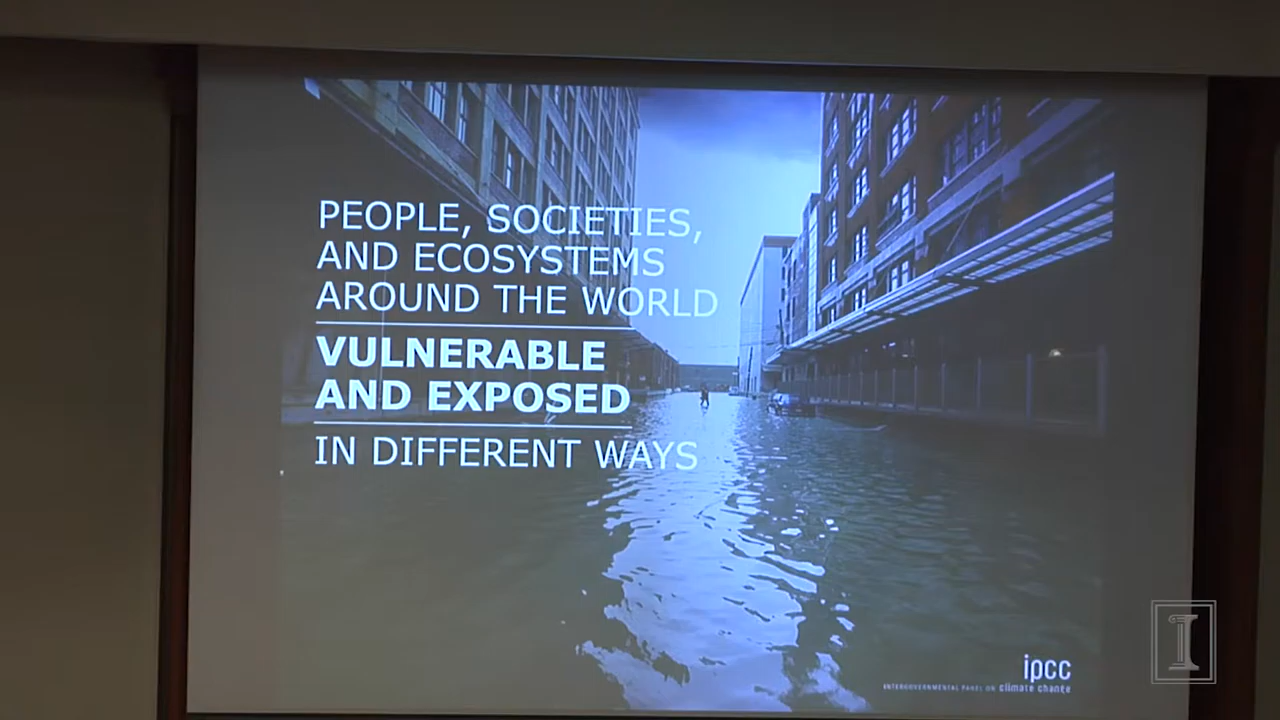 PEOPLE, SOCIETIES,
AND ECOSYSTEMS
AROUND THE WORLD
VULNERABLE
AND EXPOSED
IN DIFFERENT WAYS
ipcc
INTERGOVERNMENTAL PANEL ON climate change
I